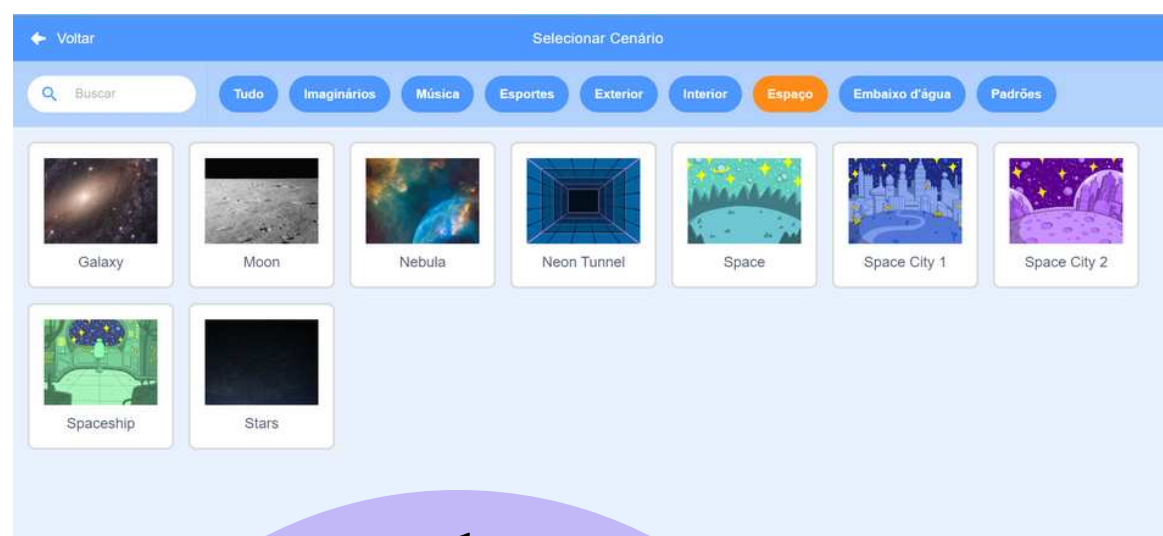 Voltar
Selecionar Cenário
Buscar
Tudo
Imaginários
Música
Esportes
Exterior
Interior
Espaço
Embaixo d'água
Padrões
Galaxy
Moon
Nebula
Neon Tunnel
Space
Space City 1
Space City 2
Spaceship
Stars